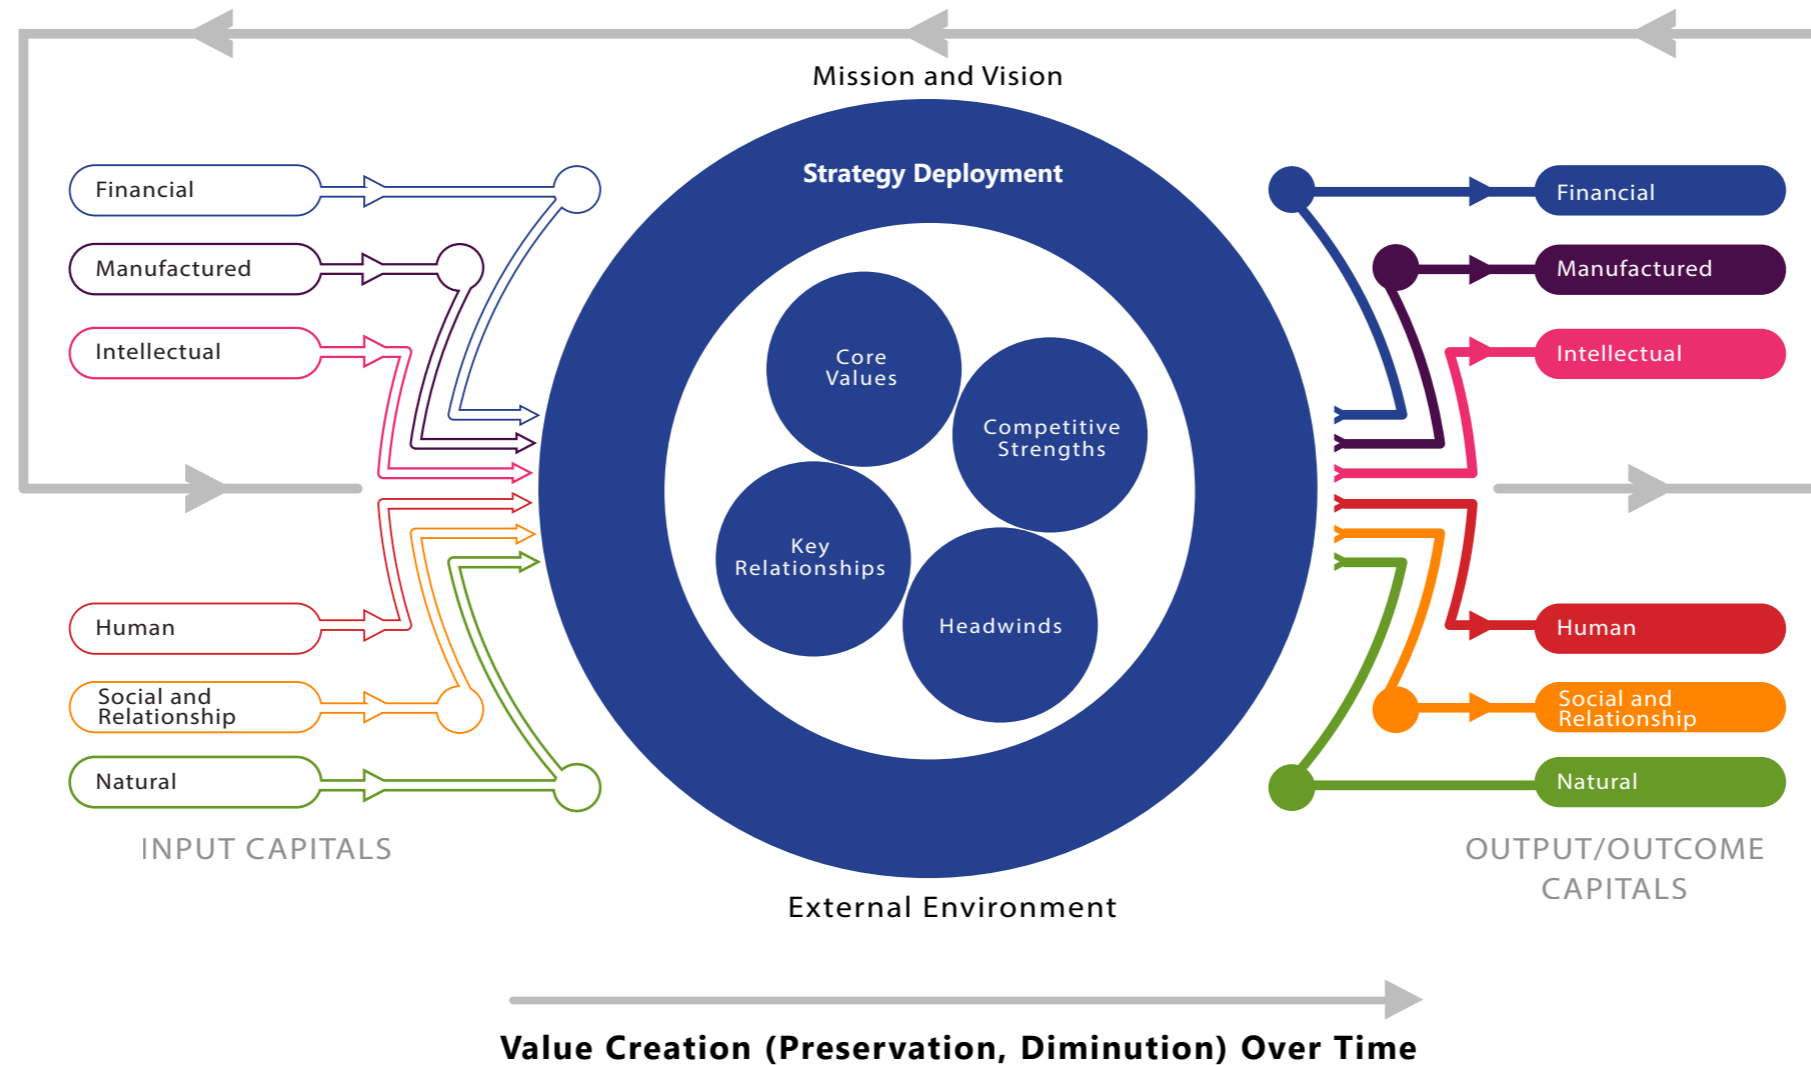 Mission and Vision
Strategy Deployment
Financial
Manufactured
Intellectual
Human
Social and
Relationship
Natural
INPUT CAPITALS
Core
Values
Competitive
Strengths
Key
Relationships
Headwinds
External Environment
Financial
Manufactured
Intellectual
Human
Social and
Relationship
Natural
OUTPUT/OUTCOME
CAPITALS
Value Creation (Preservation, Diminution) Over Time